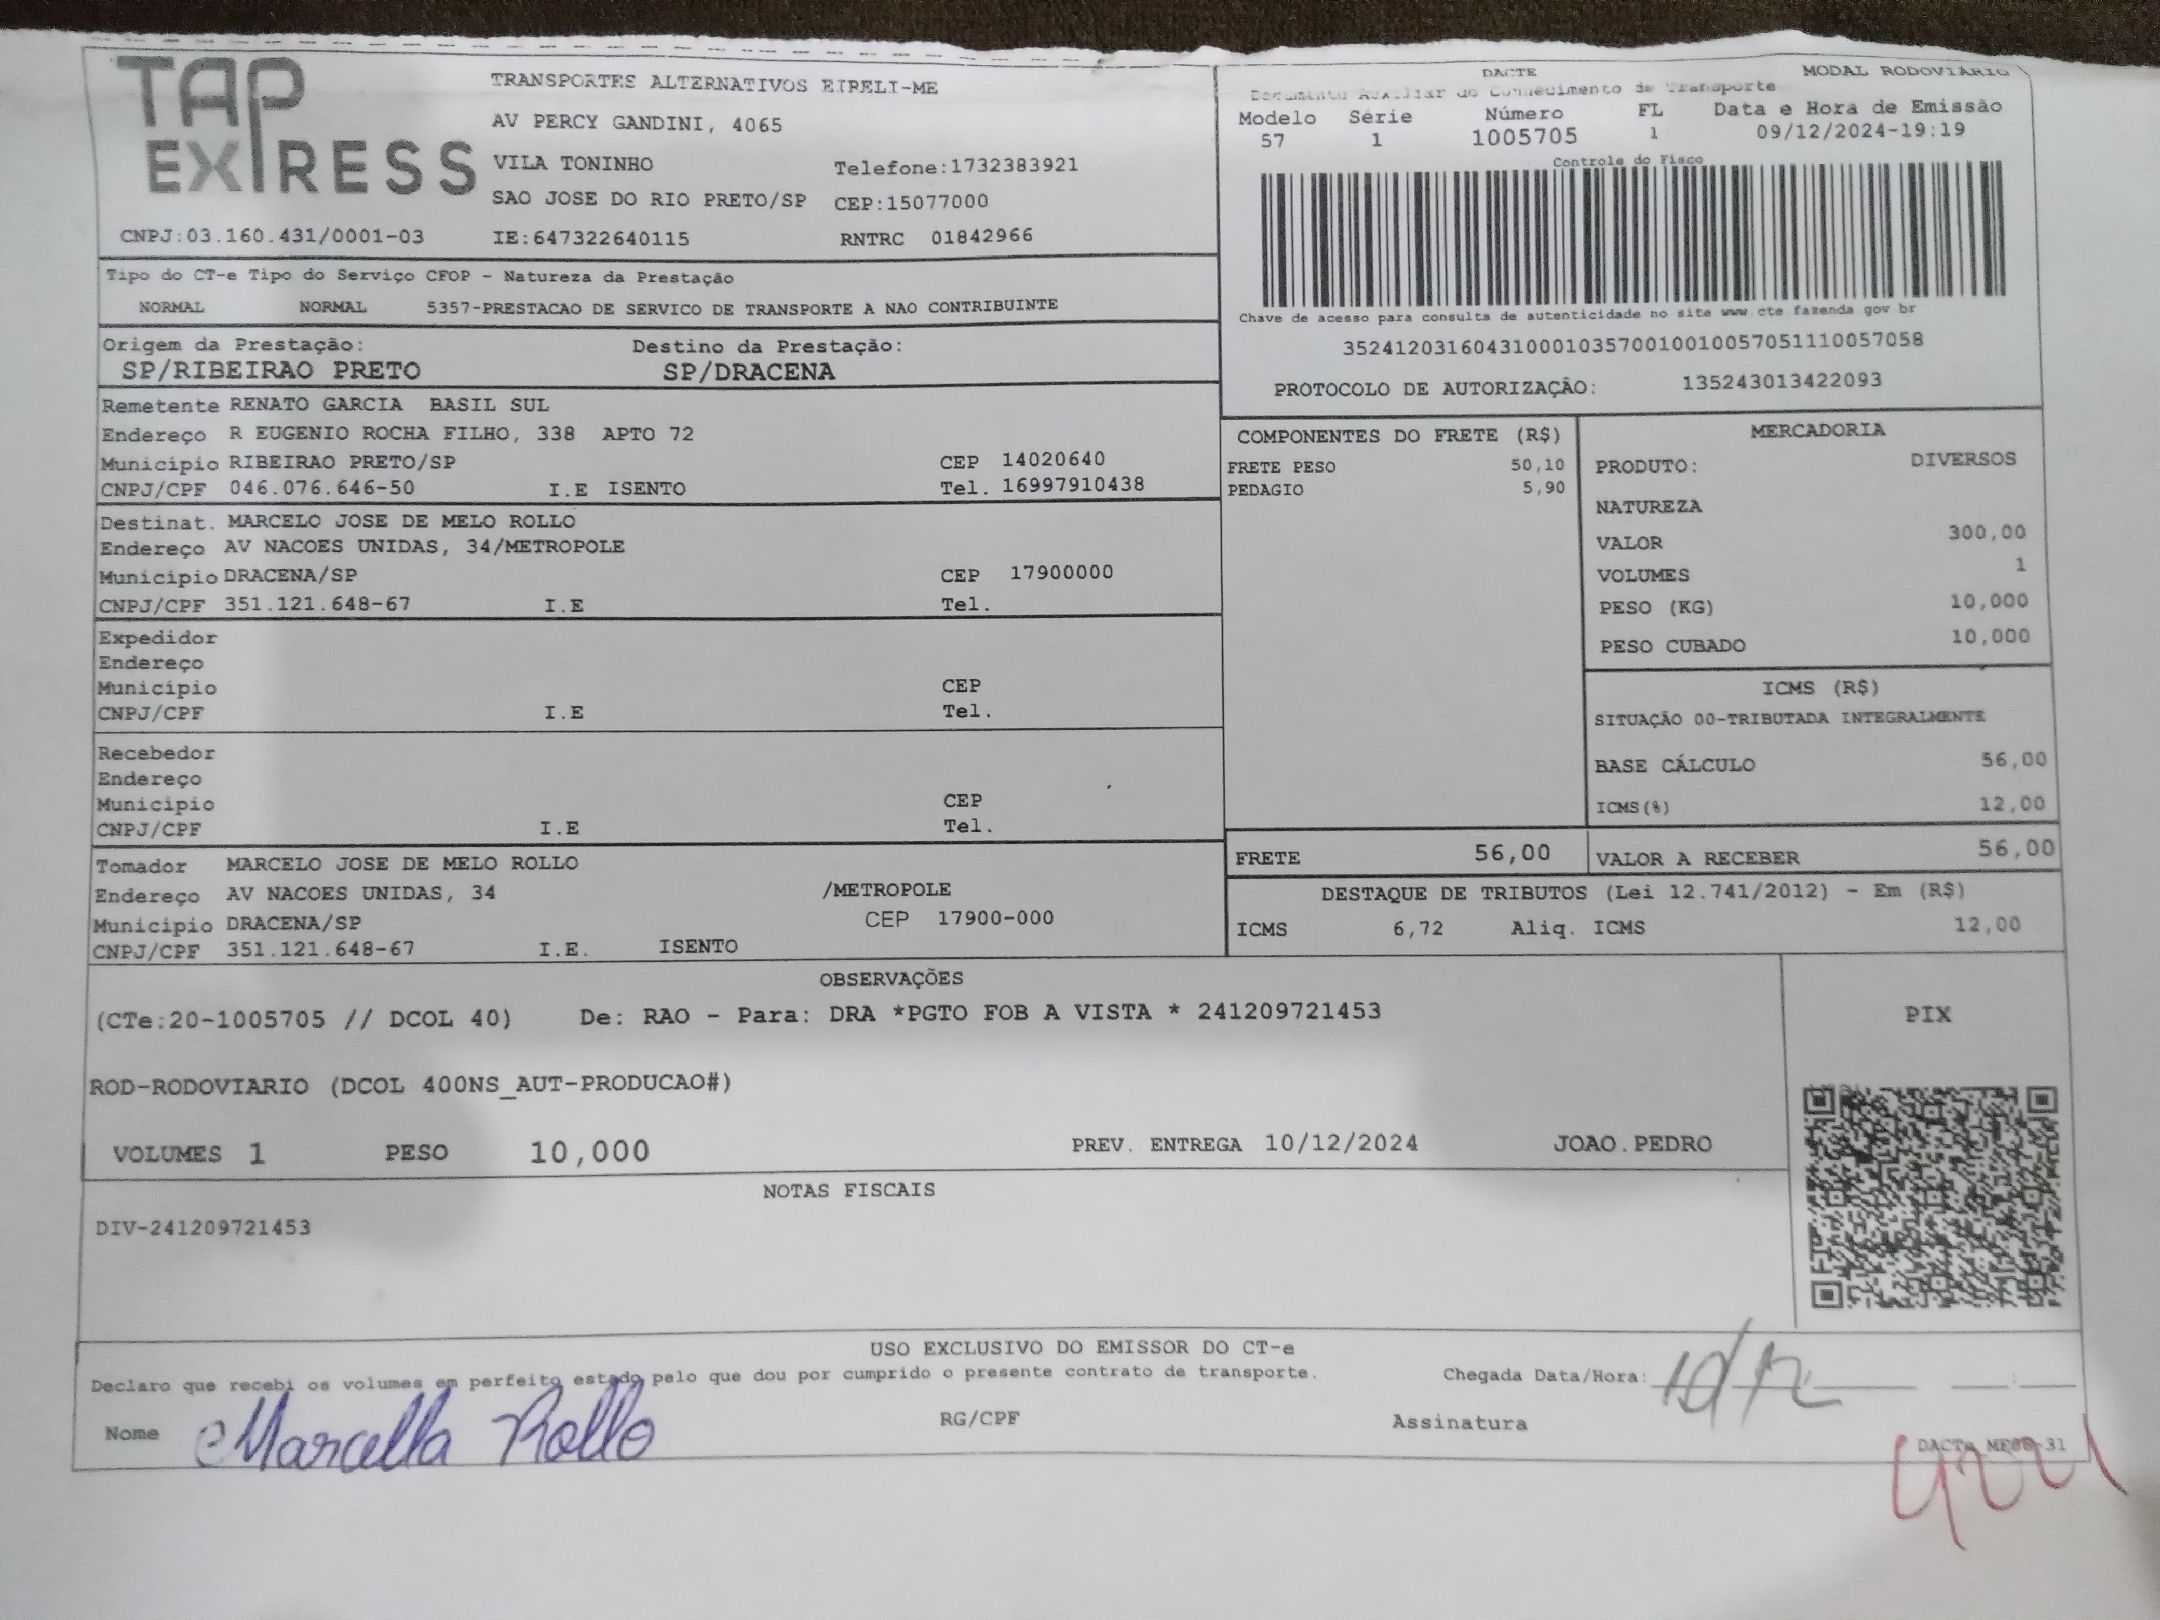 TAP EXPRESS
TRANSPORTES ALTERNATIVOS EIRELI-ME
AV PERCY GANDINI, 4065
VILA TONINHO Telefone:1732383921
SAO JOSE DO RIO PRETO/SP CEP:15077000
CNPJ:03.160.431/0001-03 IE:647322640115 RNTRC 01842966
DACTE MODAL RODOVIÁRIO
Documento Auxiliar do Conhecimento de Transporte
Modelo Série Número FL Data e Hora de Emissão
57 1 1005705 1 09/12/2024-19:19
Controle do Fisco
Chave de acesso para consulta de autenticidade no site www.cte.fazenda.gov.br
35241203160431000103570010010057051110057058
PROTOCOLO DE AUTORIZAÇÃO: 135243013422093
Tipo do CT-e Tipo do Serviço CFOP - Natureza da Prestação
NORMAL NORMAL 5357-PRESTACAO DE SERVICO DE TRANSPORTE A NAO CONTRIBUINTE
Origem da Prestação: Destino da Prestação:
SP/RIBEIRAO PRETO SP/DRACENA
Remetente RENATO GARCIA BASIL SUL
Endereço R EUGENIO ROCHA FILHO, 338 APTO 72
Município RIBEIRAO PRETO/SP CEP 14020640
CNPJ/CPF 046.076.646-50 I.E ISENTO Tel. 16997910438
Destinat. MARCELO JOSE DE MELO ROLLO
Endereço AV NACOES UNIDAS, 34/METROPOLE
Município DRACENA/SP CEP 17900000
CNPJ/CPF 351.121.648-67 I.E Tel.
Expedidor
Endereço
Município CEP
CNPJ/CPF I.E Tel.
Recebedor
Endereço
Município CEP
CNPJ/CPF I.E Tel.
Tomador MARCELO JOSE DE MELO ROLLO
Endereço AV NACOES UNIDAS, 34 /METROPOLE
Município DRACENA/SP CEP 17900-000
CNPJ/CPF 351.121.648-67 I.E. ISENTO
COMPONENTES DO FRETE (R$)
FRETE PESO 50,10
PEDAGIO 5,90
MERCADORIA
PRODUTO: DIVERSOS
NATUREZA
VALOR 300,00
VOLUMES 1
PESO (KG) 10,000
PESO CUBADO 10,000
ICMS (R$)
SITUAÇÃO 00-TRIBUTADA INTEGRALMENTE
BASE CÁLCULO 56,00
ICMS(%) 12,00
FRETE 56,00 VALOR A RECEBER 56,00
DESTAQUE DE TRIBUTOS (Lei 12.741/2012) - Em (R$)
ICMS 6,72 Aliq. ICMS 12,00
OBSERVAÇÕES
(CTe:20-1005705 // DCOL 40) De: RAO - Para: DRA *PGTO FOB A VISTA * 241209721453
PIX
ROD-RODOVIARIO (DCOL 400NS_AUT-PRODUCAO#)
VOLUMES 1 PESO 10,000 PREV. ENTREGA 10/12/2024 JOAO.PEDRO
NOTAS FISCAIS
DIV-241209721453
USO EXCLUSIVO DO EMISSOR DO CT-e
Declaro que recebi os volumes em perfeito estado pelo que dou por cumprido o presente contrato de transporte. Chegada Data/Hora: 10/12
Nome Marcella Rollo RG/CPF Assinatura